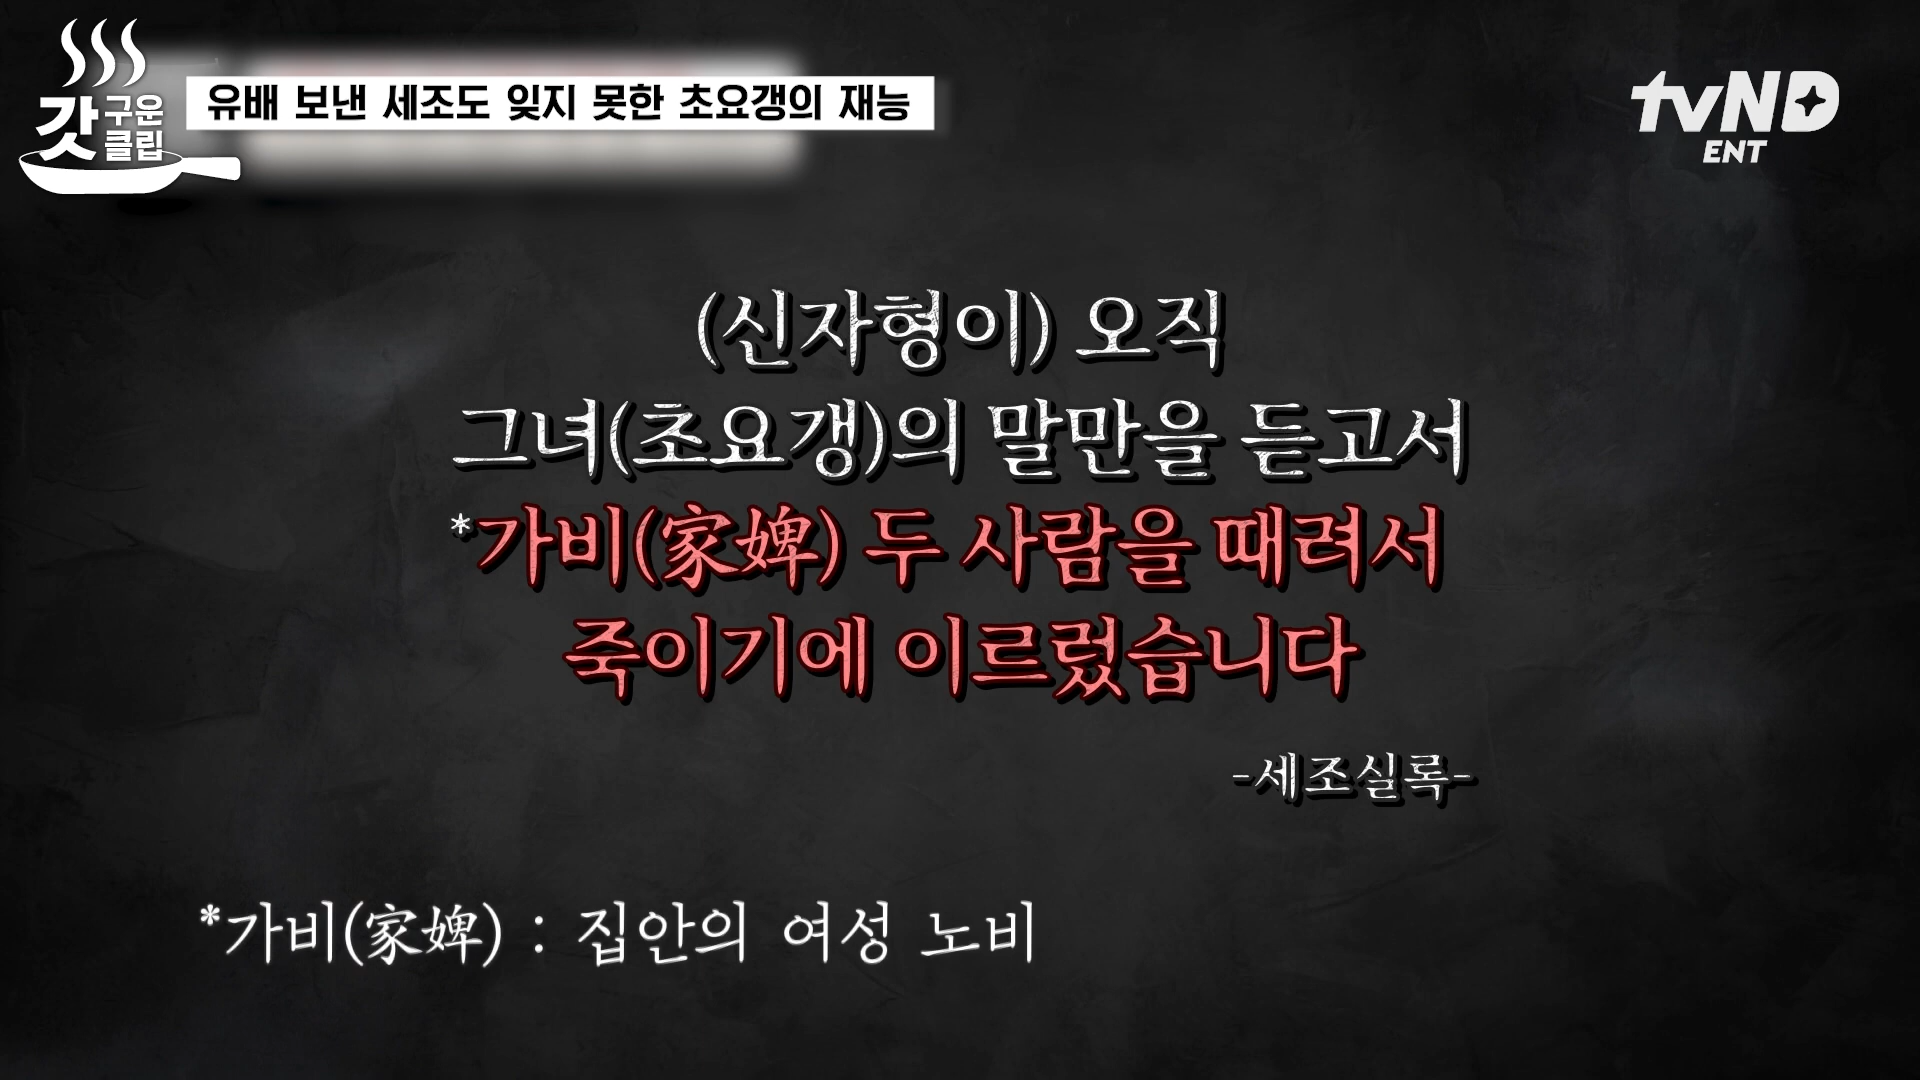 갓구운클립
유배 보낸 세조도 잊지 못한 초요갱의 재능
tvND
ENT
(신자형이) 오직
그녀(초요갱)의 말만을 듣고서
*가비(家婢) 두 사람을 때려서
죽이기에 이르렀습니다
-세조실록-
*가비(家婢) : 집안의 여성 노비